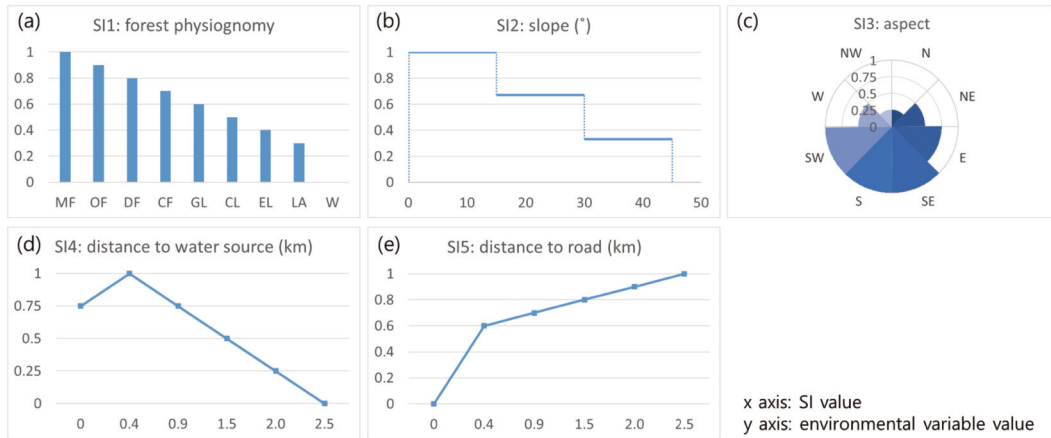 (a)
SI1: forest physiognomy
1
0.8
0.6
0.4
0.2
0
MF OF DF CF GL CL EL LA W
(b)
SI2: slope (˚)
1
0.8
0.6
0.4
0.2
0
0 10 20 30 40 50
(c)
SI3: aspect
NW N
1
0.75
0.5
0.25
0
W NE
SW E
S SE
(d)
SI4: distance to water source (km)
1
0.75
0.5
0.25
0
0 0.4 0.9 1.5 2.0 2.5
(e)
SI5: distance to road (km)
1
0.8
0.6
0.4
0.2
0
0 0.4 0.9 1.5 2.0 2.5
x axis: SI value
y axis: environmental variable value